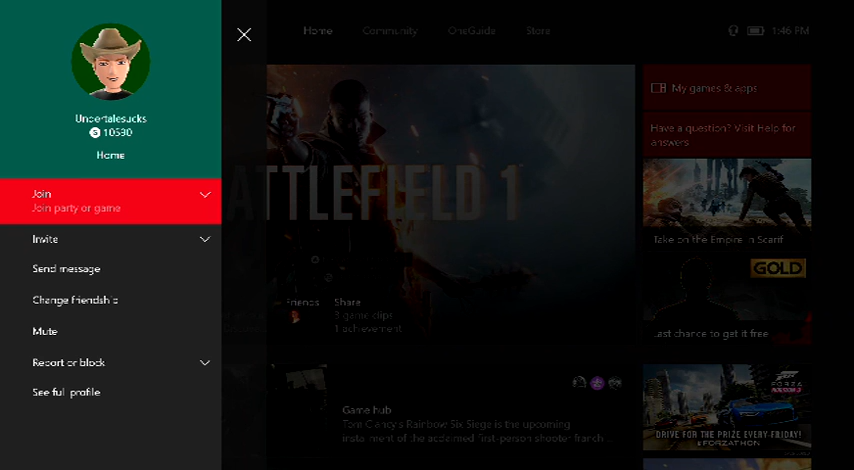 Undertalesucks
G 10590
Home
Join
Join party or game
Invite
Send message
Change friendship
Mute
Report or block
See full profile
Home
Community
OneGuide
Store
1:46 PM
ATTLEFIELD 1
Friends
Share
3 game clips
1 achievement
Game hub
Tom Clancy's Rainbow Six Siege is the upcoming
instalment of the acclaimed first-person shooter franch...
My games & apps
Have a question? Visit Help for
answers
Take on the Empire in Scarif
GOLD
Last chance to get it free
FORZA
DRIVE FOR THE PRIZE EVERY FRIDAY!
#FORZATHON